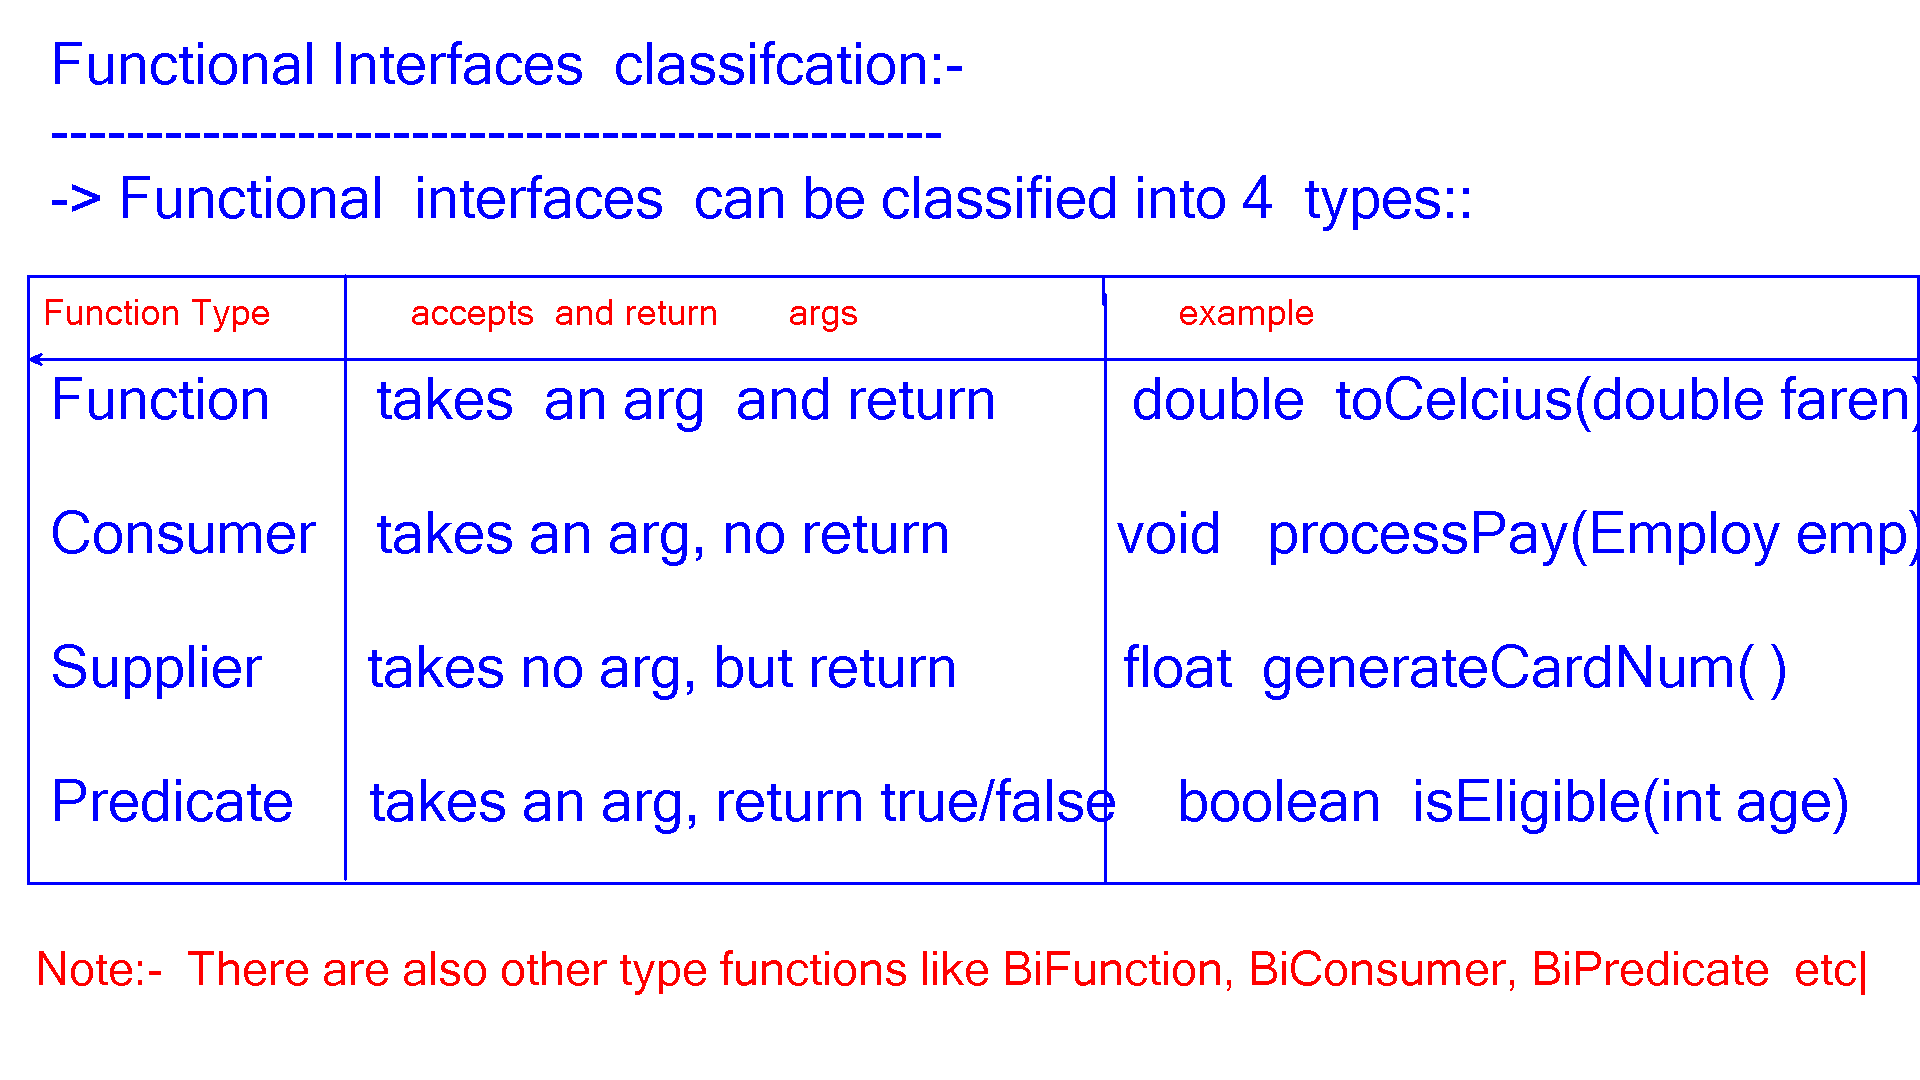 Functional Interfaces classifcation:-
-----------------------------------------------
-> Functional interfaces can be classified into 4 types::
Function Type accepts and return args example
Function takes an arg and return double toCelcius(double faren)
Consumer takes an arg, no return void processPay(Employ emp)
Supplier takes no arg, but return float generateCardNum( )
Predicate takes an arg, return true/false boolean isEligible(int age)
Note:- There are also other type functions like BiFunction, BiConsumer, BiPredicate etc